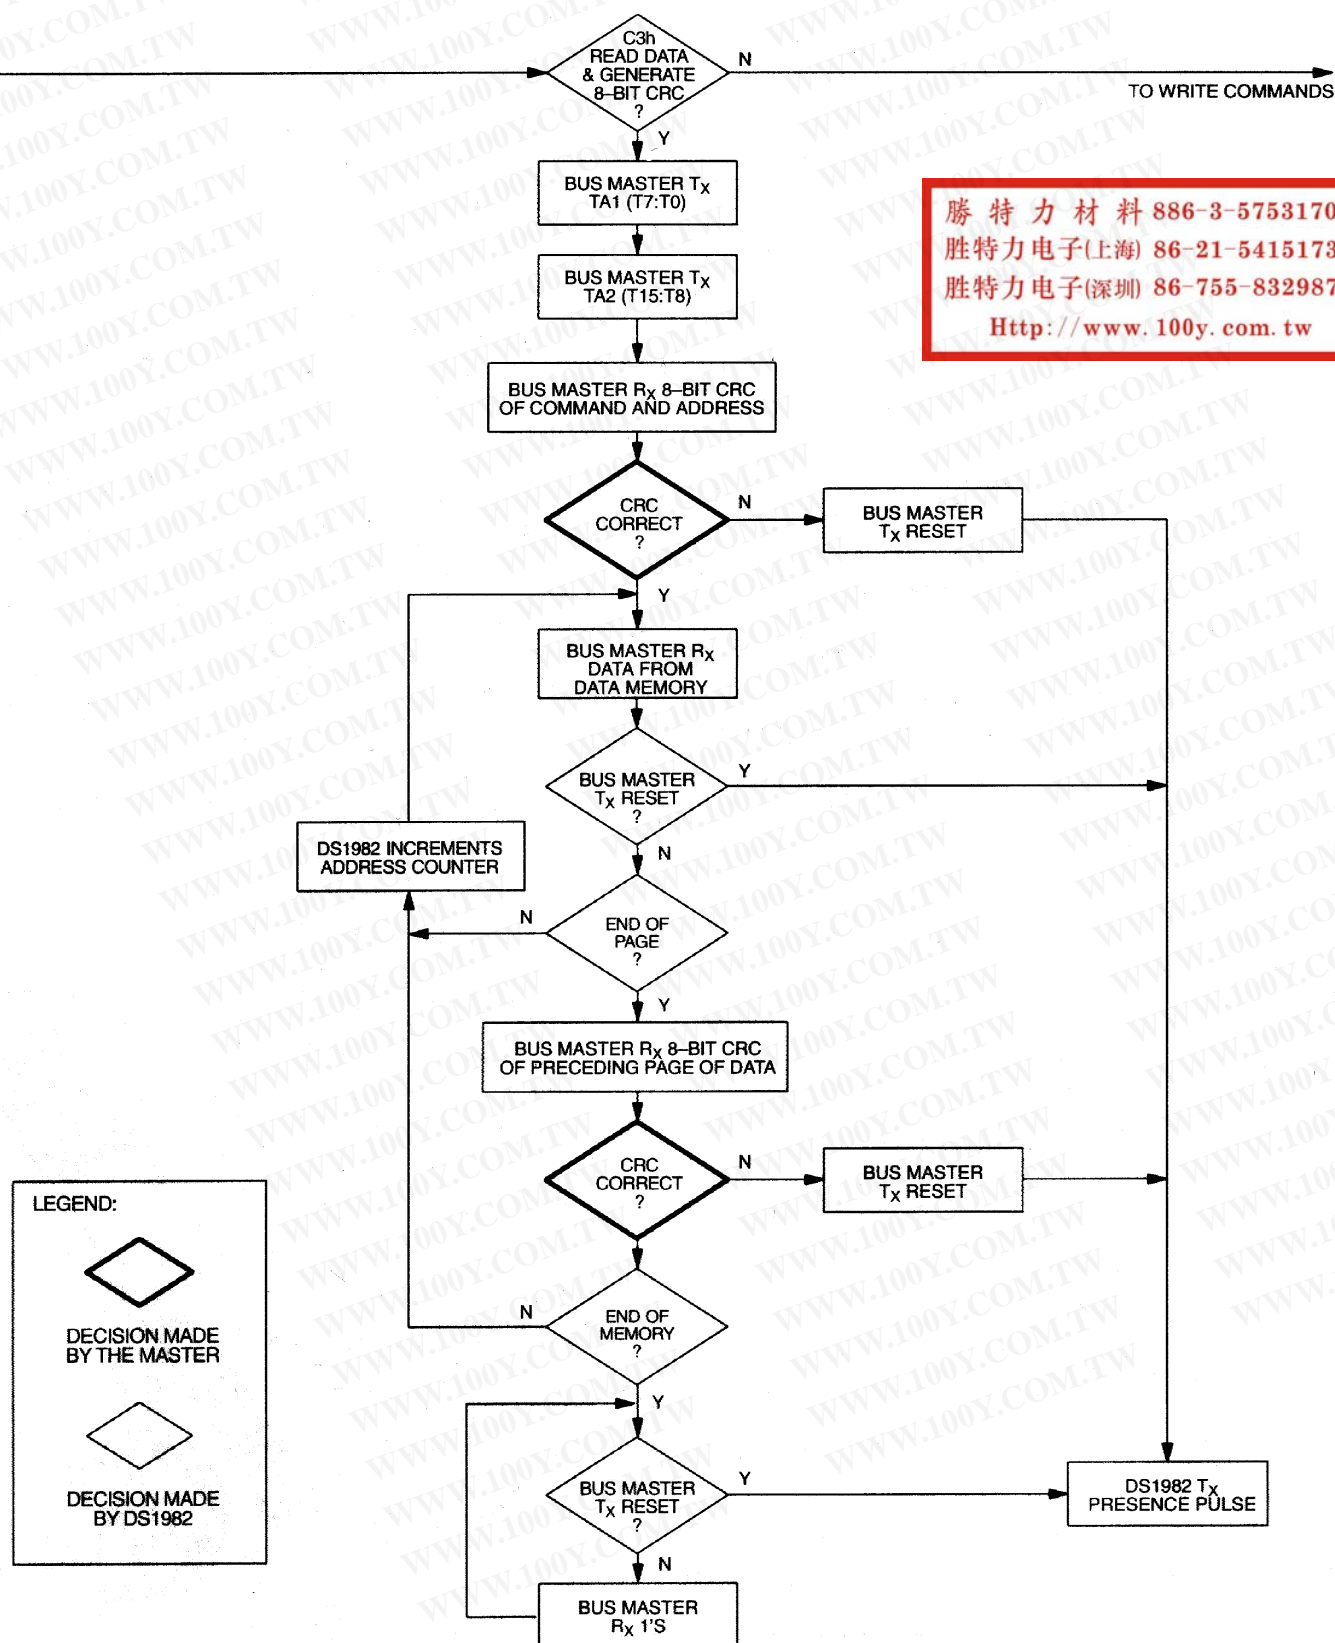 C3h
READ DATA
& GENERATE
8–BIT CRC
?
N
TO WRITE COMMANDS
Y
BUS MASTER TX
TA1 (T7:T0)
BUS MASTER TX
TA2 (T15:T8)
勝 特 力 材 料 886-3-5753170
胜特力电子(上海) 86-21-5415173
胜特力电子(深圳) 86-755-832987
Http://www.100y.com.tw
BUS MASTER RX 8–BIT CRC
OF COMMAND AND ADDRESS
CRC
CORRECT
?
N
BUS MASTER
TX RESET
Y
BUS MASTER RX
DATA FROM
DATA MEMORY
BUS MASTER
TX RESET
?
Y
N
DS1982 INCREMENTS
ADDRESS COUNTER
END OF
PAGE
?
N
Y
BUS MASTER RX 8–BIT CRC
OF PRECEDING PAGE OF DATA
CRC
CORRECT
?
N
BUS MASTER
TX RESET
END OF
MEMORY
?
N
Y
BUS MASTER
TX RESET
?
Y
DS1982 TX
PRESENCE PULSE
N
BUS MASTER
RX 1'S
LEGEND:
DECISION MADE
BY THE MASTER
DECISION MADE
BY DS1982
WWW.100Y.COM.TW